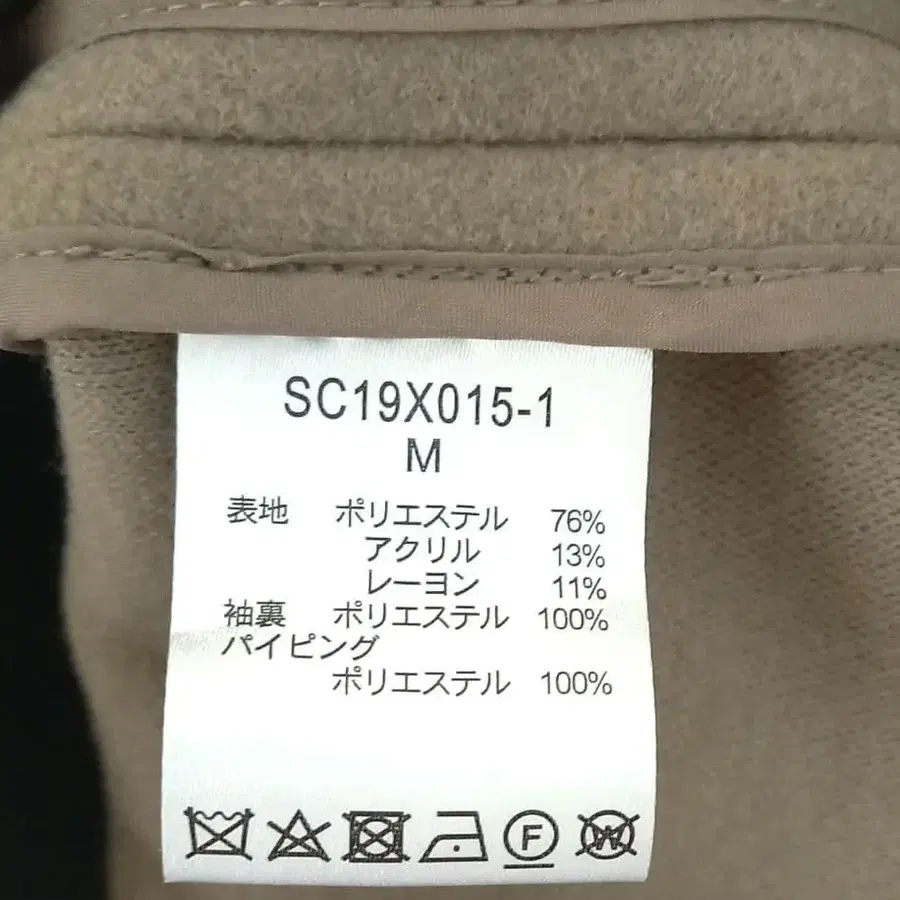 SC19X015-1
M
表地 ポリエステル 76%
アクリル 13%
レーヨン 11%
袖裏 ポリエステル 100%
パイピング
ポリエステル 100%
F W